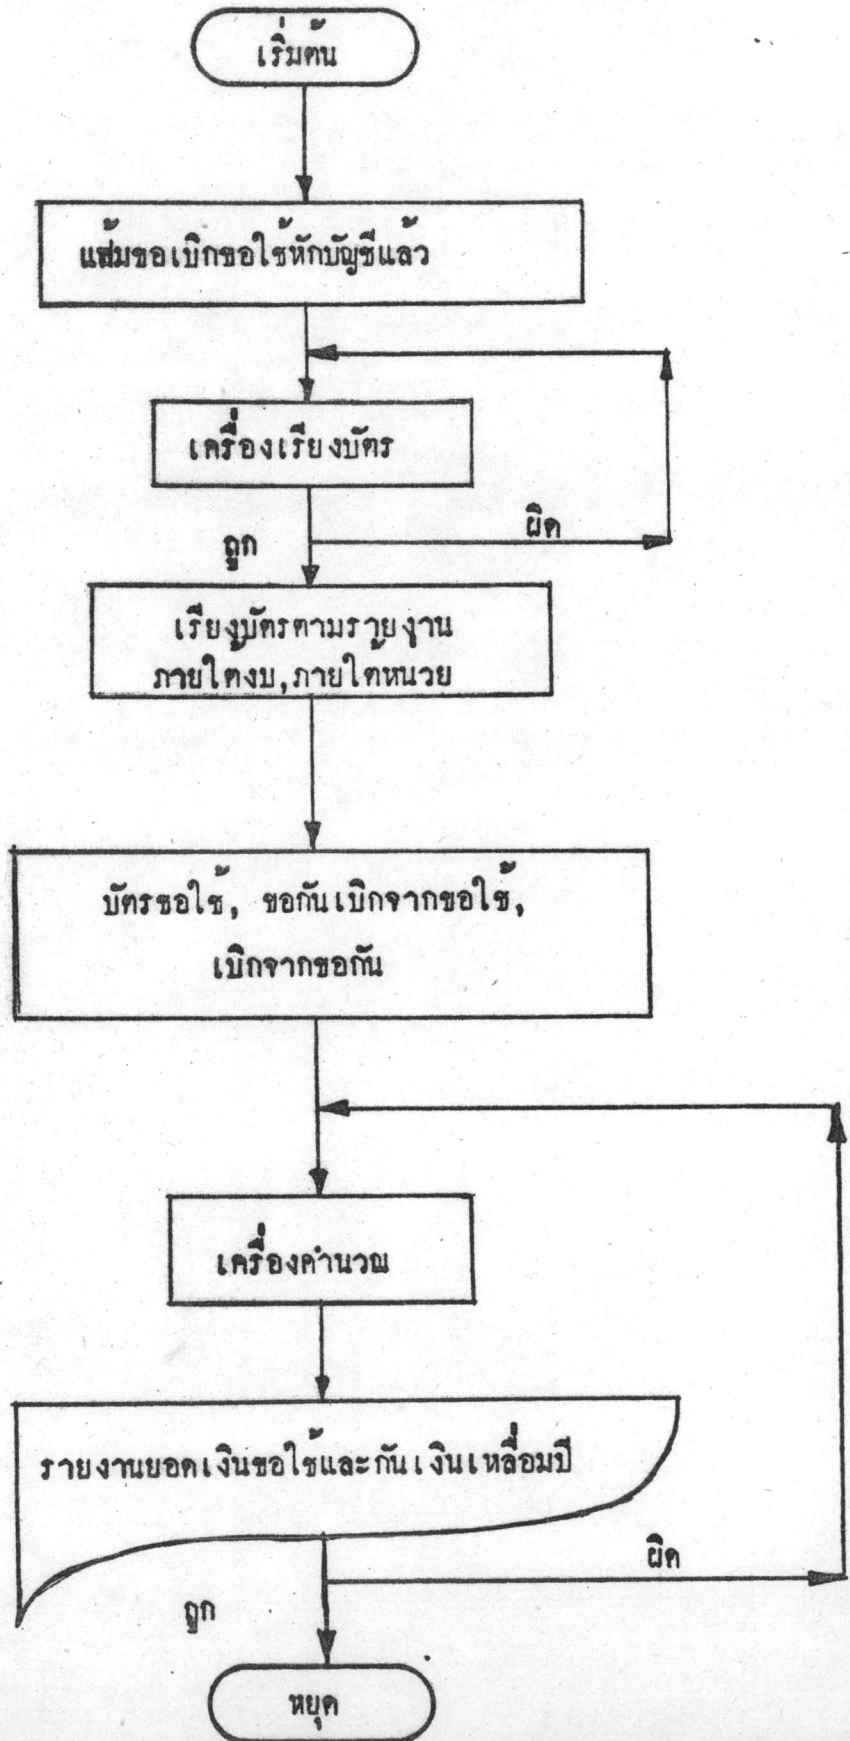 เริ่มต้น
แฟ้มขอเบิกขอใช้หักบัญชีแล้ว
เครื่องเรียงบัตร
ผิด
ถูก
เรียงบัตรตามรายงาน
ภายใต้งบ,ภายใต้หนวย
บัตรขอใช้, ขอกันเบิกจากขอใช้,
เบิกจากขอกัน
เครื่องคำนวณ
รายงานยอดเงินขอใช้และกันเงินเหลื่อมปี
ผิด
ถูก
หยุด